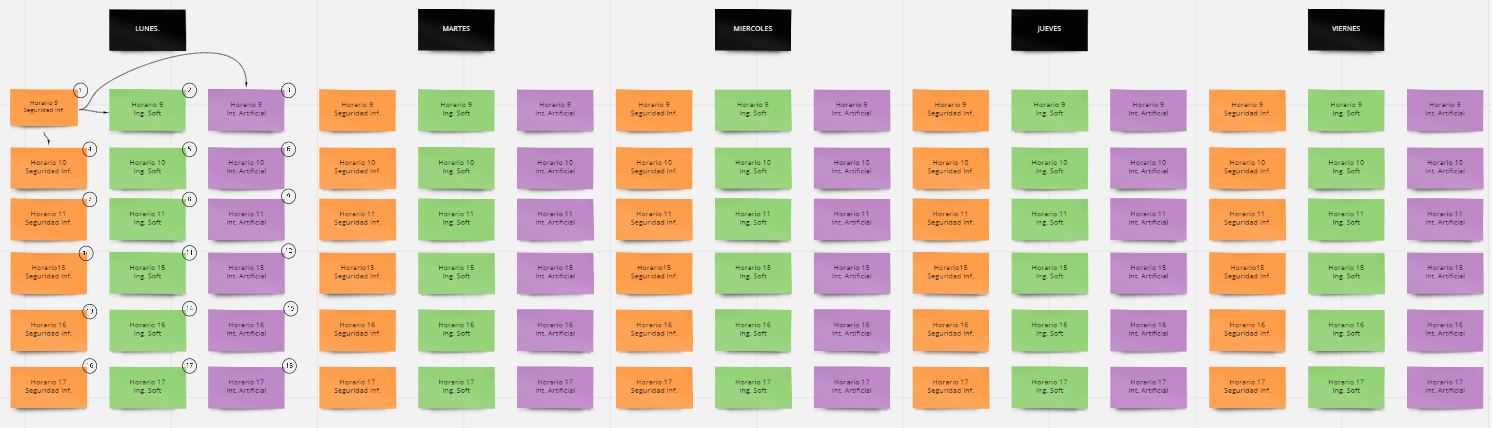 LUNES.
MARTES
MIERCOLES
JUEVES
VIERNES
1
Horario 9
Seguridad Inf.
2
Horario 9
Ing. Soft
3
Horario 9
Int. Artificial
Horario 9
Seguridad Inf.
Horario 9
Ing. Soft
Horario 9
Int. Artificial
Horario 9
Seguridad Inf.
Horario 9
Ing. Soft
Horario 9
Int. Artificial
Horario 9
Seguridad Inf.
Horario 9
Ing. Soft
Horario 9
Int. Artificial
Horario 9
Seguridad Inf.
Horario 9
Ing. Soft
Horario 9
Int. Artificial
4
Horario 10
Seguridad Inf.
5
Horario 10
Ing. Soft
6
Horario 10
Int. Artificial
Horario 10
Seguridad Inf.
Horario 10
Ing. Soft
Horario 10
Int. Artificial
Horario 10
Seguridad Inf.
Horario 10
Ing. Soft
Horario 10
Int. Artificial
Horario 10
Seguridad Inf.
Horario 10
Ing. Soft
Horario 10
Int. Artificial
Horario 10
Seguridad Inf.
Horario 10
Ing. Soft
Horario 10
Int. Artificial
7
Horario 11
Seguridad Inf.
8
Horario 11
Ing. Soft
9
Horario 11
Int. Artificial
Horario 11
Seguridad Inf.
Horario 11
Ing. Soft
Horario 11
Int. Artificial
Horario 11
Seguridad Inf.
Horario 11
Ing. Soft
Horario 11
Int. Artificial
Horario 11
Seguridad Inf.
Horario 11
Ing. Soft
Horario 11
Int. Artificial
Horario 11
Seguridad Inf.
Horario 11
Ing. Soft
Horario 11
Int. Artificial
10
Horario15
Seguridad Inf.
11
Horario 15
Ing. Soft
12
Horario 15
Int. Artificial
Horario15
Seguridad Inf.
Horario 15
Ing. Soft
Horario 15
Int. Artificial
Horario15
Seguridad Inf.
Horario 15
Ing. Soft
Horario 15
Int. Artificial
Horario15
Seguridad Inf.
Horario 15
Ing. Soft
Horario 15
Int. Artificial
Horario15
Seguridad Inf.
Horario 15
Ing. Soft
Horario 15
Int. Artificial
13
Horario 16
Seguridad Inf.
14
Horario 16
Ing. Soft
15
Horario 16
Int. Artificial
Horario 16
Seguridad Inf.
Horario 16
Ing. Soft
Horario 16
Int. Artificial
Horario 16
Seguridad Inf.
Horario 16
Ing. Soft
Horario 16
Int. Artificial
Horario 16
Seguridad Inf.
Horario 16
Ing. Soft
Horario 16
Int. Artificial
Horario 16
Seguridad Inf.
Horario 16
Ing. Soft
Horario 16
Int. Artificial
16
Horario 17
Seguridad Inf.
17
Horario 17
Ing. Soft
18
Horario 17
Int. Artificial
Horario 17
Seguridad Inf.
Horario 17
Ing. Soft
Horario 17
Int. Artificial
Horario 17
Seguridad Inf.
Horario 17
Ing. Soft
Horario 17
Int. Artificial
Horario 17
Seguridad Inf.
Horario 17
Ing. Soft
Horario 17
Int. Artificial
Horario 17
Seguridad Inf.
Horario 17
Ing. Soft
Horario 17
Int. Artificial